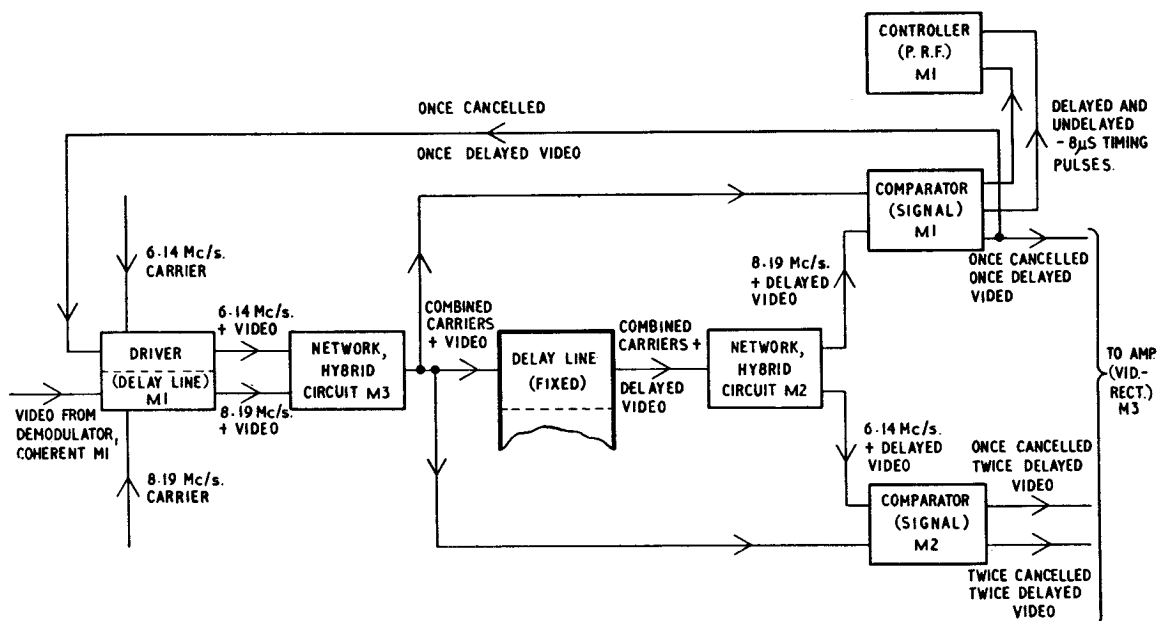 CONTROLLER
(P.R.F.)
M1
ONCE CANCELLED
ONCE DELAYED VIDEO
DELAYED AND
UNDELAYED
-8µS TIMING
PULSES.
COMPARATOR
(SIGNAL)
M1
6·14 Mc/s.
CARRIER
8·19 Mc/s.
+ DELAYED
VIDEO
ONCE CANCELLED
ONCE DELAYED
VIDEO
6·14 Mc/s.
+ VIDEO
DRIVER
(DELAY LINE)
M1
8·19 Mc/s.
+ VIDEO
NETWORK,
HYBRID
CIRCUIT M3
COMBINED
CARRIERS
+ VIDEO
DELAY LINE
(FIXED)
COMBINED
CARRIERS +
DELAYED
VIDEO
NETWORK,
HYBRID
CIRCUIT M2
TO AMP.
(VID.-
RECT.)
M3
VIDEO FROM
DEMODULATOR,
COHERENT M1
8·19 Mc/s.
CARRIER
6·14 Mc/s.
+ DELAYED
VIDEO
ONCE CANCELLED
TWICE DELAYED
VIDEO
COMPARATOR
(SIGNAL)
M2
TWICE CANCELLED
TWICE DELAYED
VIDEO